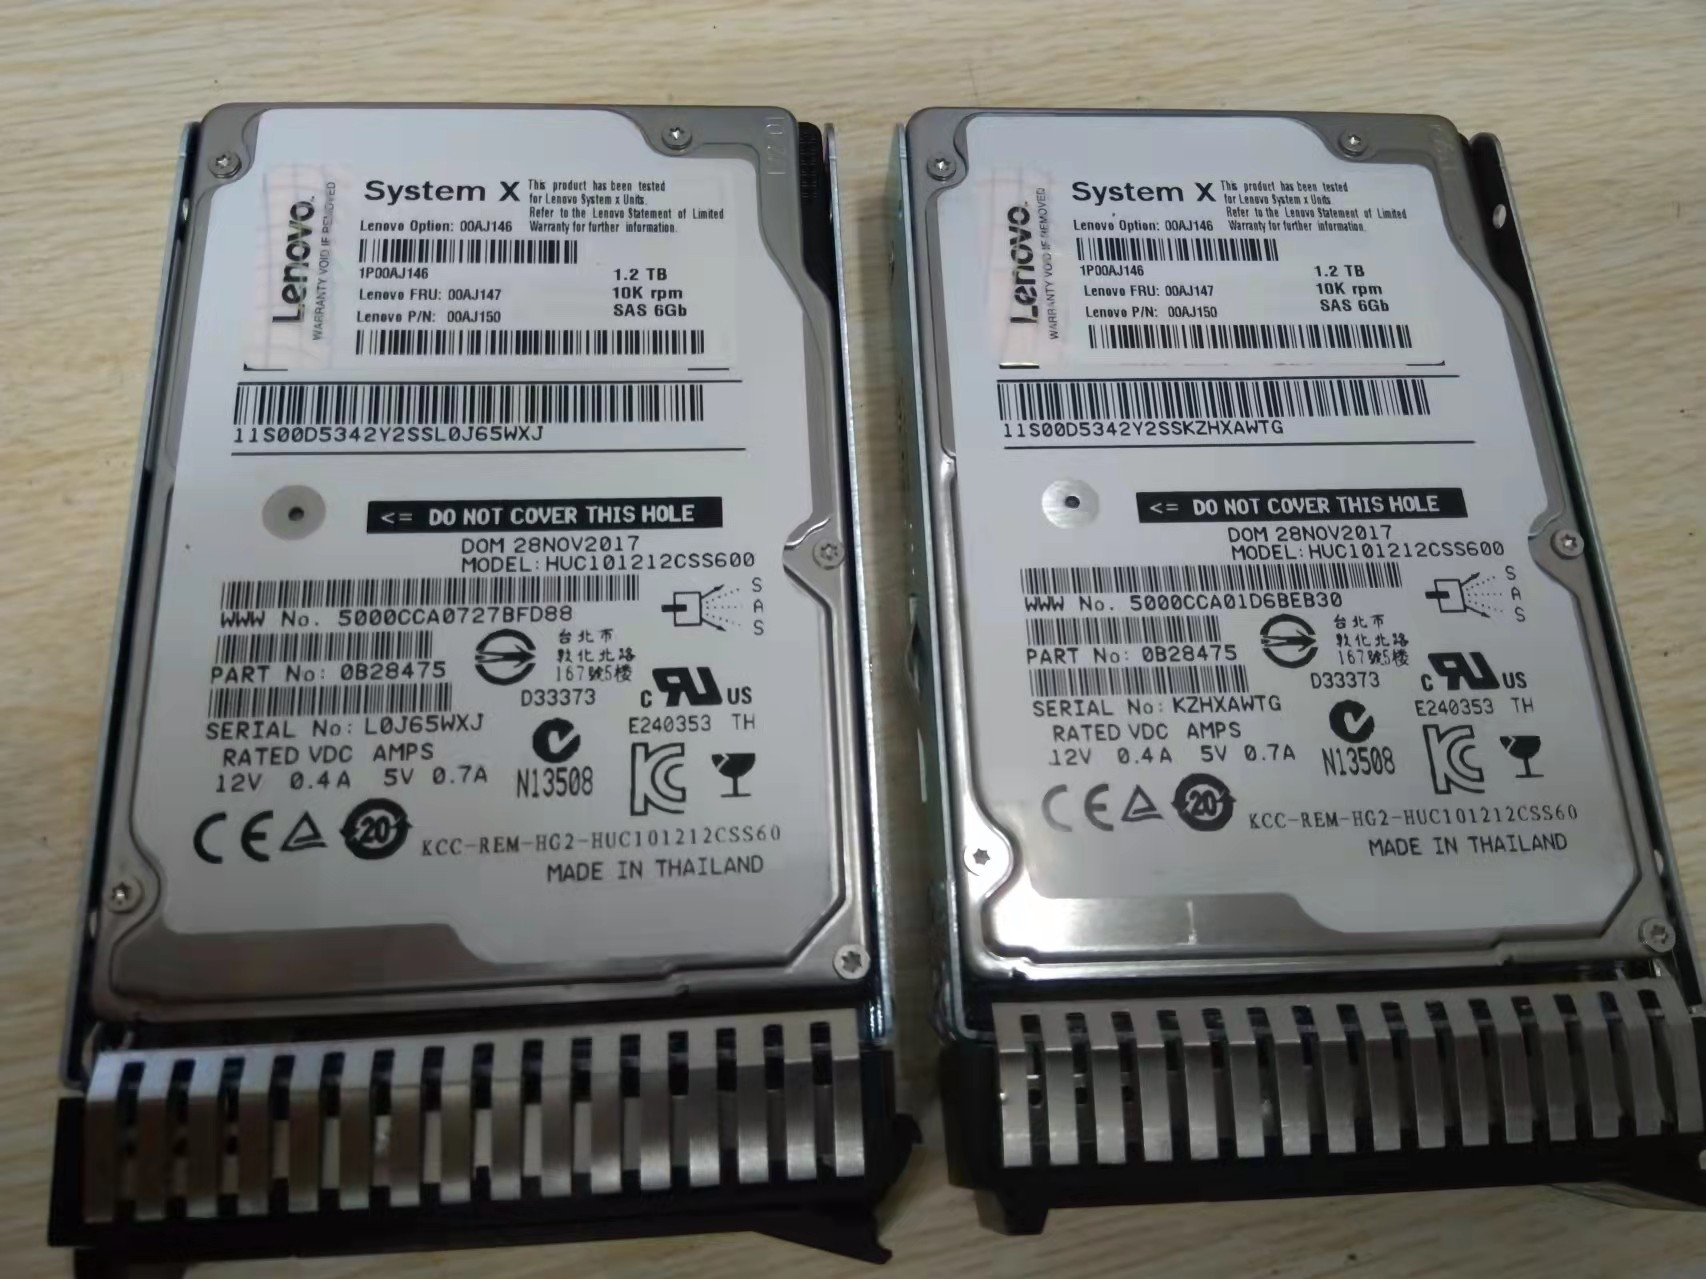 Lenovo
WARRANTY VOID IF REMOVED
System X
This product has been tested
for Lenovo System x Units.
Refer to the Lenovo Statement of Limited
Warranty for further information.
Lenovo Option: 00AJ146
1P00AJ146
Lenovo FRU: 00AJ147
Lenovo P/N: 00AJ150
1.2 TB
10K rpm
SAS 6Gb
11S00D5342Y2SSL0J65WXJ
<= DO NOT COVER THIS HOLE
DOM 28NOV2017
MODEL:HUC101212CSS600
WWW No. 5000CCA0727BFD88
SAS
PART No: 0B28475
台北市
敦化北路
167號5楼
D33373
SERIAL No: L0J65WXJ
c RU US
E240353 TH
RATED VDC AMPS
12V 0.4A 5V 0.7A
N13508
CE
20
KCC-REM-HG2-HUC101212CSS60
MADE IN THAILAND
Lenovo
WARRANTY VOID IF REMOVED
System X
This product has been tested
for Lenovo System x Units.
Refer to the Lenovo Statement of Limited
Warranty for further information.
Lenovo Option: 00AJ146
1P00AJ146
Lenovo FRU: 00AJ147
Lenovo P/N: 00AJ150
1.2 TB
10K rpm
SAS 6Gb
11S00D5342Y2SSKZHXAWTG
<= DO NOT COVER THIS HOLE
DOM 28NOV2017
MODEL:HUC101212CSS600
WWW No. 5000CCA01D6BEB30
SAS
PART No: 0B28475
台北市
敦化北路
167號5楼
D33373
SERIAL No: KZHXAWTG
c RU US
E240353 TH
RATED VDC AMPS
12V 0.4A 5V 0.7A
N13508
CE
20
KCC-REM-HG2-HUC101212CSS60
MADE IN THAILAND